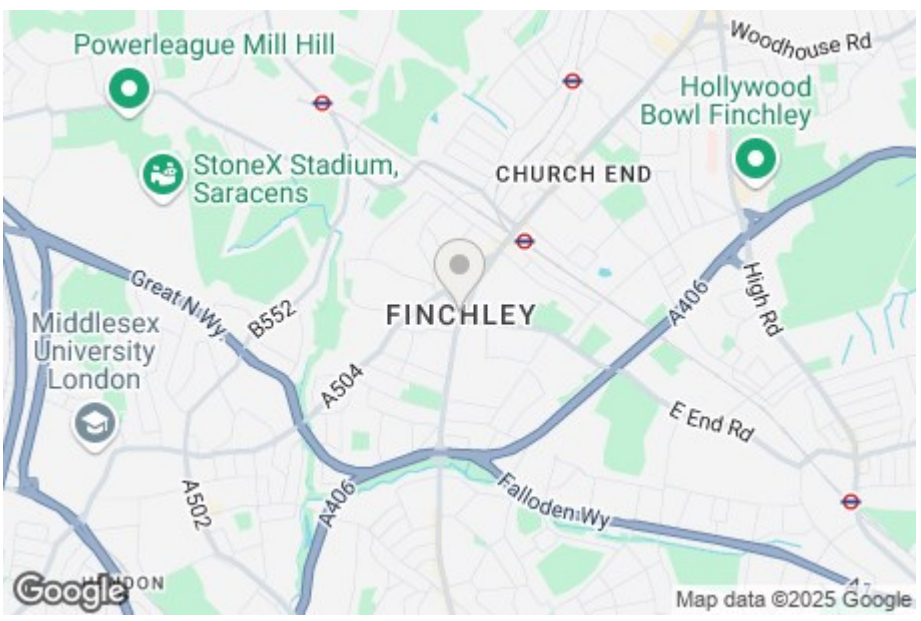 Powerleague Mill Hill
Woodhouse Rd
Hollywood
Bowl Finchley
StoneX Stadium,
Saracens
CHURCH END
Great N Wy.
B552
FINCHLEY
A406
High Rd
Middlesex
University
London
A504
E End Rd
A502
A406
Falloden Wy
Google
Map data ©2025 Google